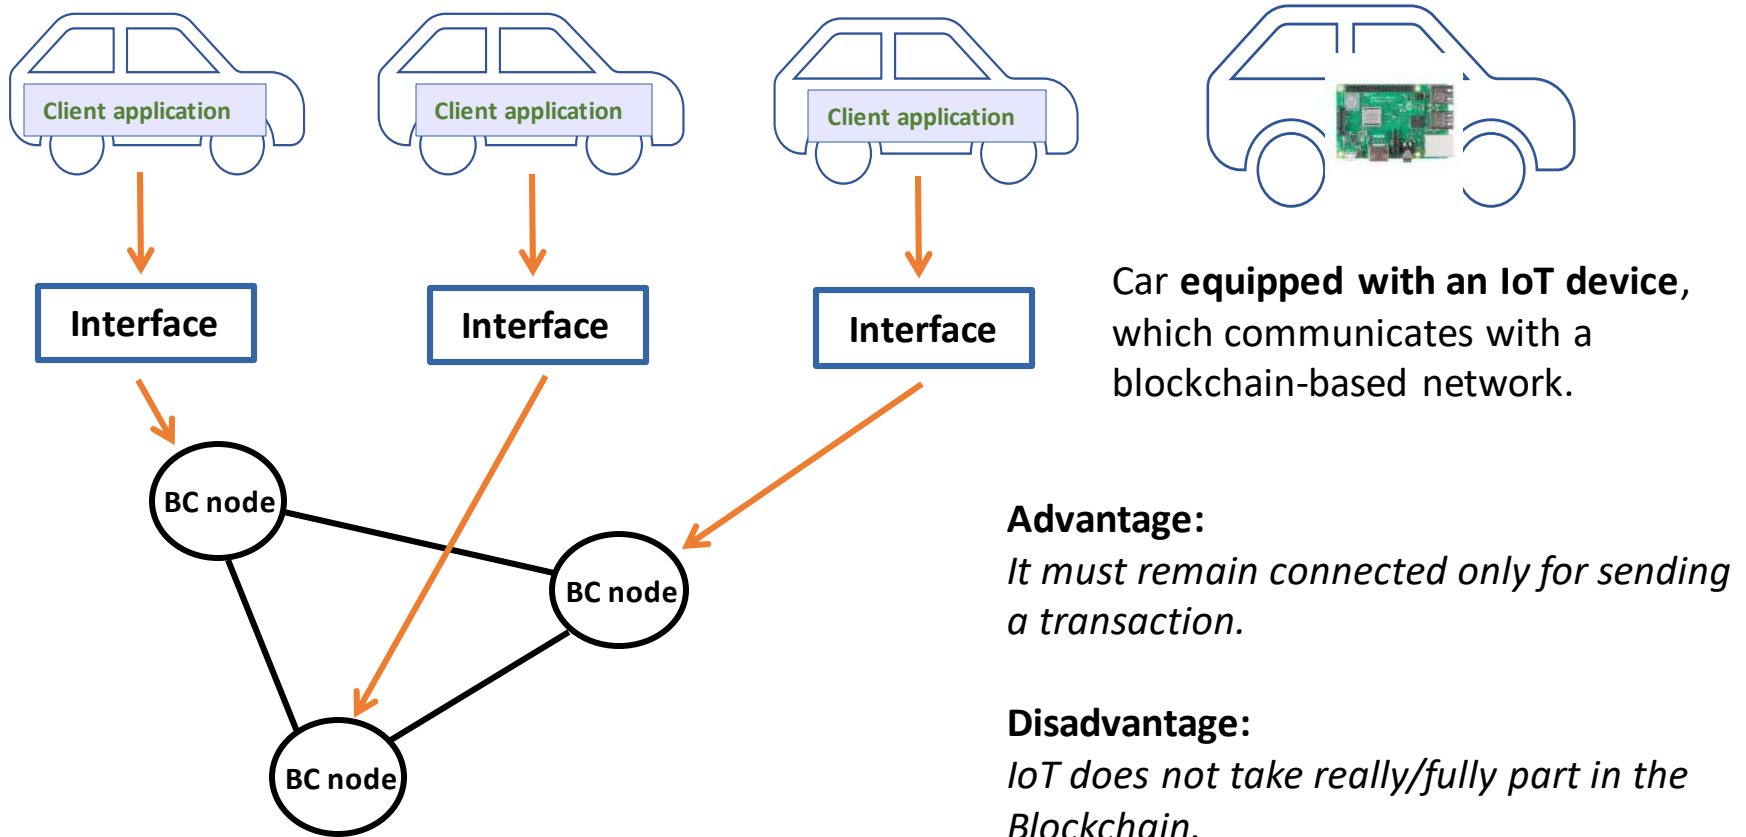 Client application
Client application
Client application
Interface
Interface
Interface
BC node
BC node
BC node
Car equipped with an IoT device,
which communicates with a
blockchain-based network.
Advantage:
It must remain connected only for sending
a transaction.
Disadvantage:
IoT does not take really/fully part in the
Blockchain.